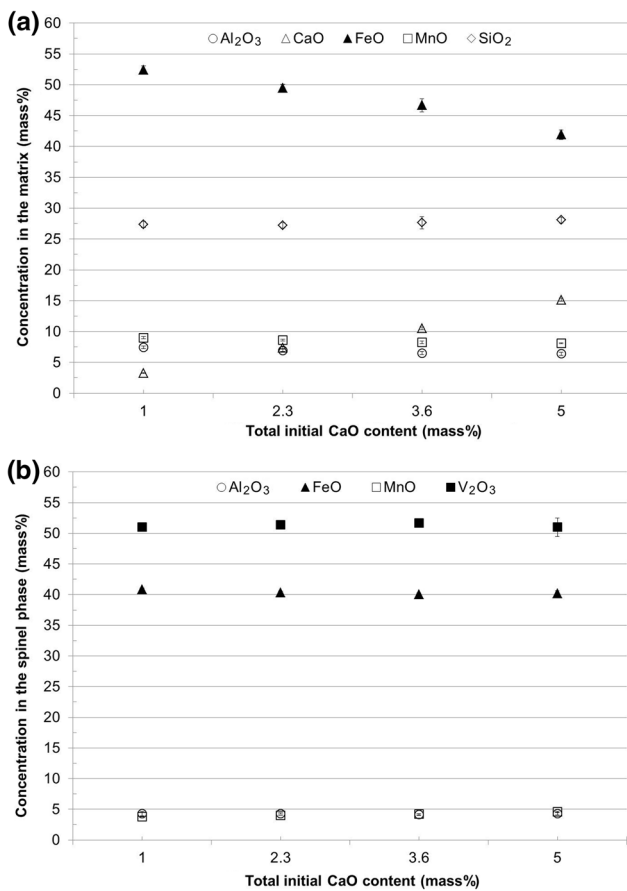 (a)
Al₂O₃ CaO FeO MnO SiO₂
Concentration in the matrix (mass%)
60
55
50
45
40
35
30
25
20
15
10
5
0
1 2.3 3.6 5
Total initial CaO content (mass%)
(b)
Al₂O₃ FeO MnO V₂O₃
Concentration in the spinel phase (mass%)
60
55
50
45
40
35
30
25
20
15
10
5
0
1 2.3 3.6 5
Total initial CaO content (mass%)